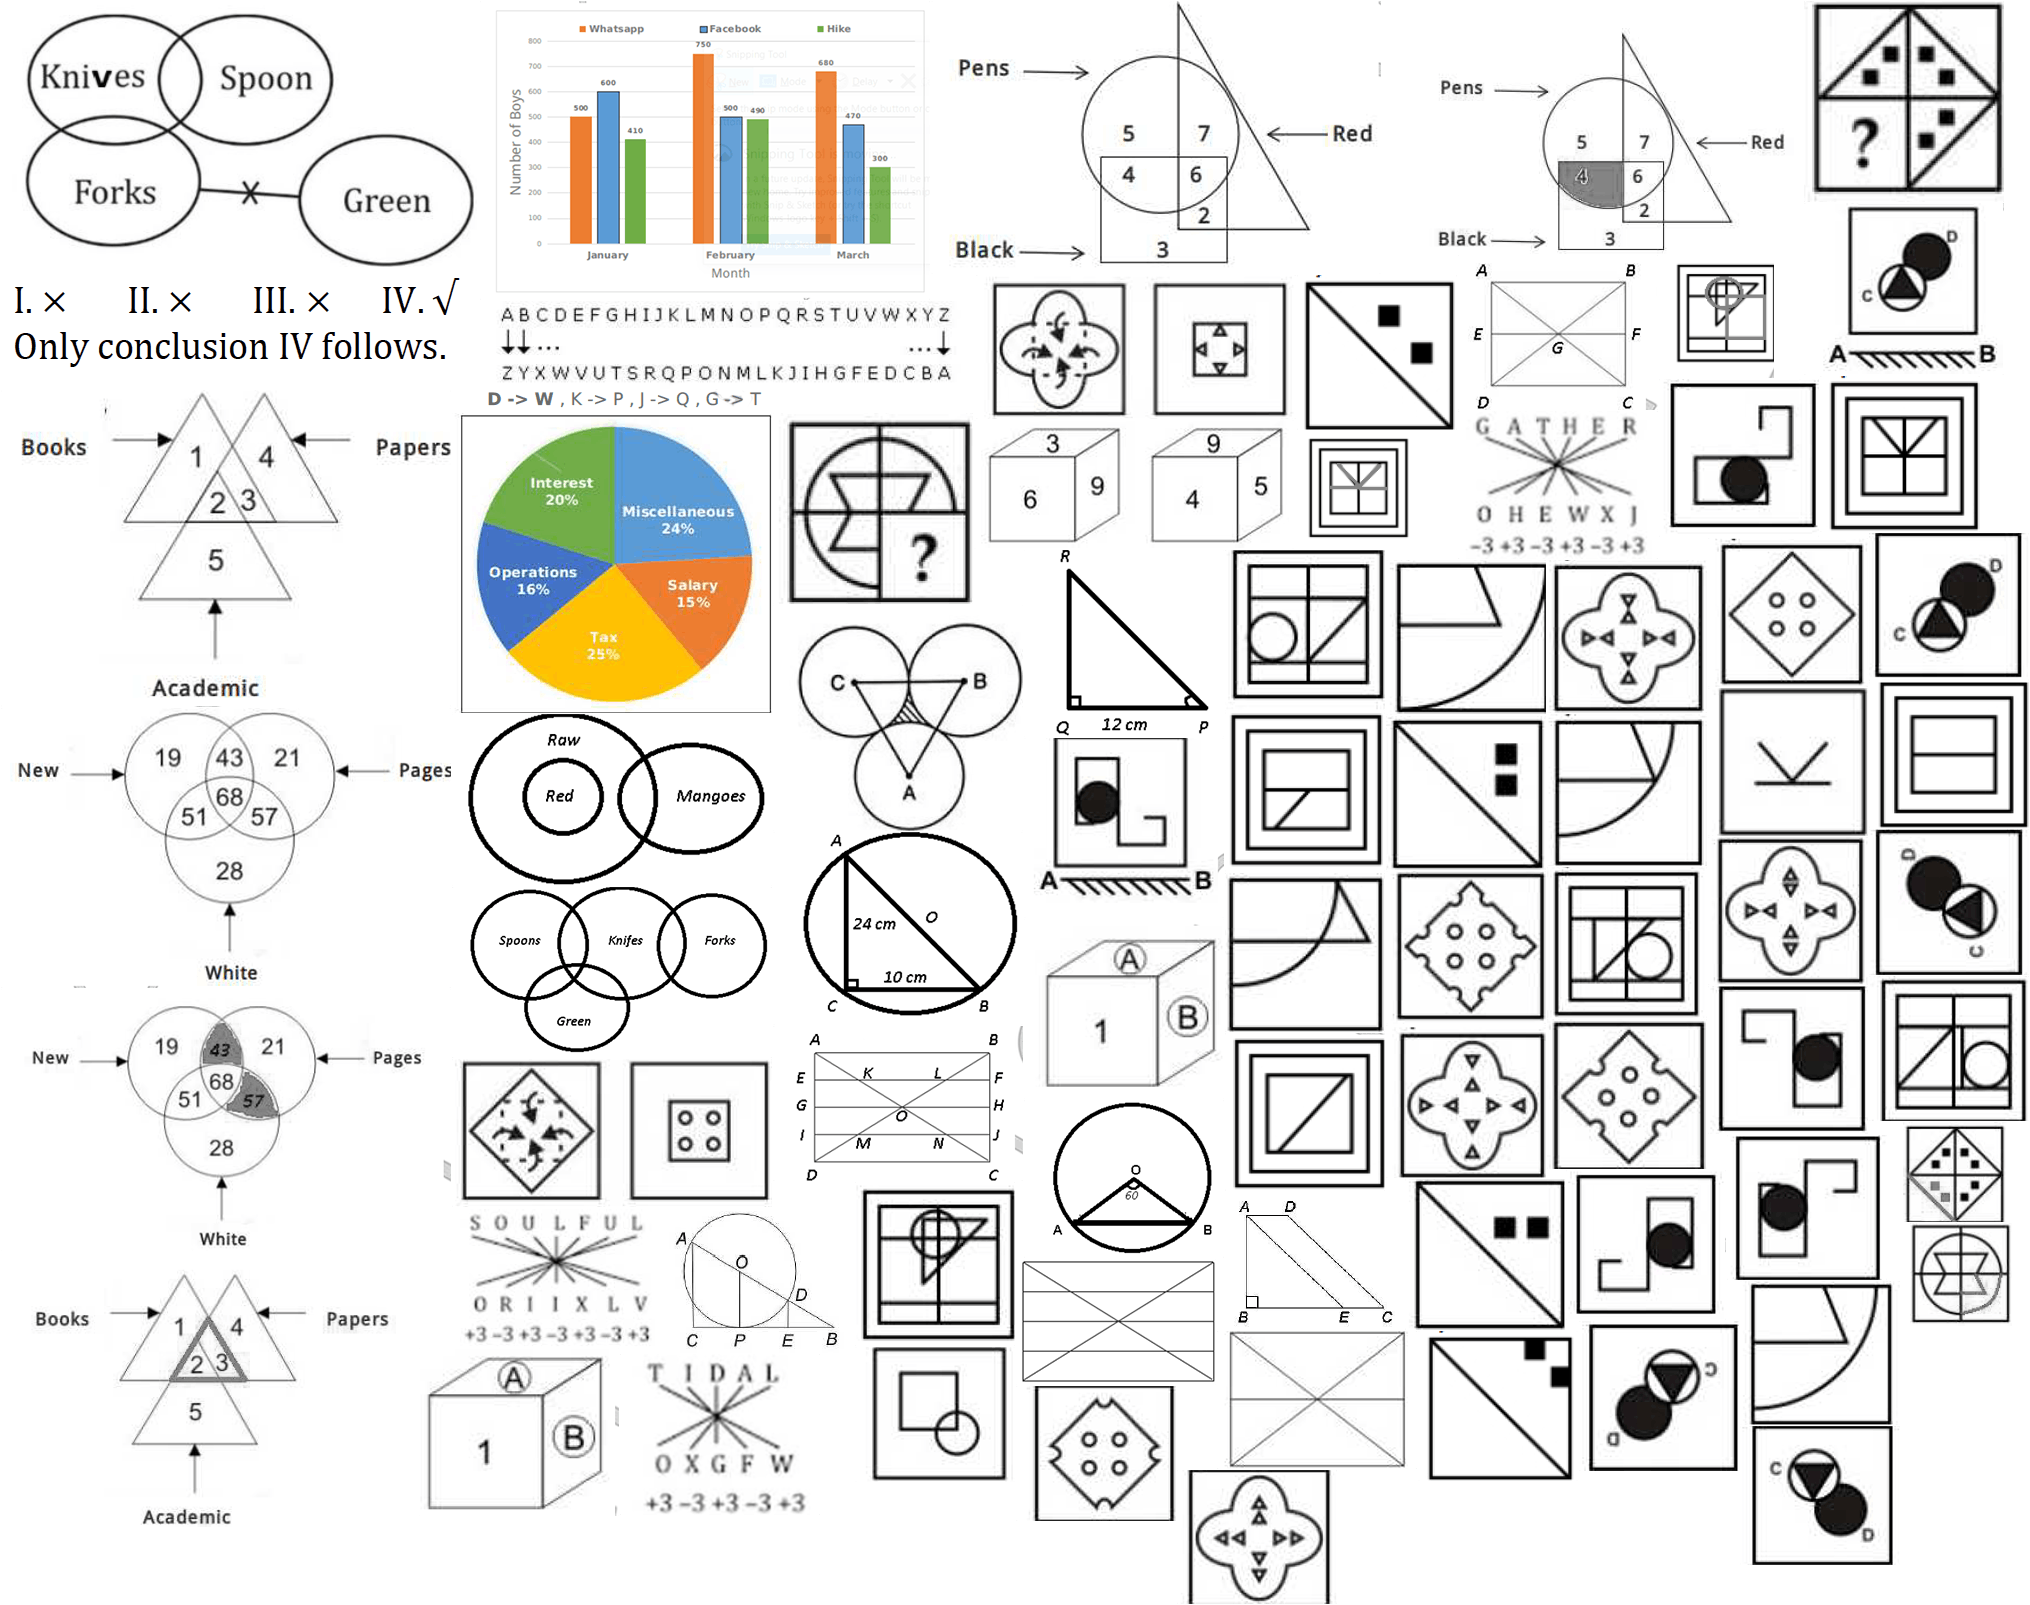 Knives
Spoon
Forks
Green
I. × II. × III. × IV. √
Only conclusion IV follows.
Whatsapp Facebook Hike
Number of Boys
800
700
600
500
400
300
200
100
0
500 600 410
750 500 490
680 470 300
January February March
Month
A B C D E F G H I J K L M N O P Q R S T U V W X Y Z
↓↓ ... ... ↓
Z Y X W V U T S R Q P O N M L K J I H G F E D C B A
D -> W , K -> P , J -> Q , G -> T
Pens
Red
Black
5 7
4 6
2
3
Pens
Red
Black
5 7
4 6
2
3
?
D
C
A B
A B
E F
G
D C
G A T H E R
O H E W X J
-3 +3 -3 +3 -3 +3
3
6 9
9
4 5
Books Papers
1 4
2 3
5
Academic
Interest
20%
Miscellaneous
24%
Operations
16%
Salary
15%
Tax
25%
?
C B
A
R
Q 12 cm P
D
C
New Pages
19 43 21
68
51 57
28
White
Raw
Red
Mangoes
Spoons Knifes Forks
Green
A
24 cm O
10 cm
C B
A B
A
1 B
D
C
New Pages
19 43 21
68
51 57
28
White
A B
E K L F
G O H
I M N J
D C
O
60
A B
S O U L F U L
O R I I X L V
+3 -3 +3 -3 +3 -3 +3
A
O
D
C P E B
A D
B E C
Books Papers
1 4
2 3
5
Academic
A
1 B
T I D A L
O X G F W
+3 -3 +3 -3 +3
C
D
C
D